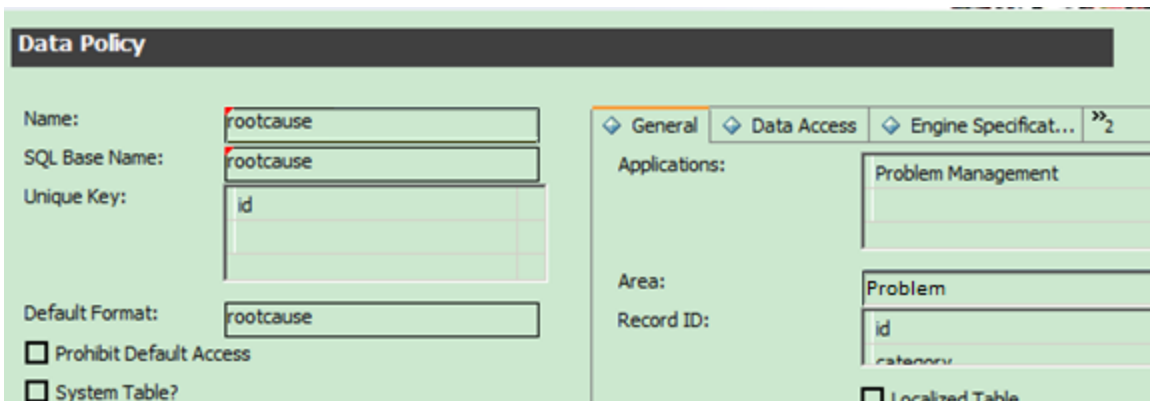 Data Policy
Name:
rootcause
SQL Base Name:
rootcause
Unique Key:
id
Default Format:
rootcause
Prohibit Default Access
System Table?
General
Data Access
Engine Specificat...
»2
Applications:
Problem Management
Area:
Problem
Record ID:
id
category
Localized Table